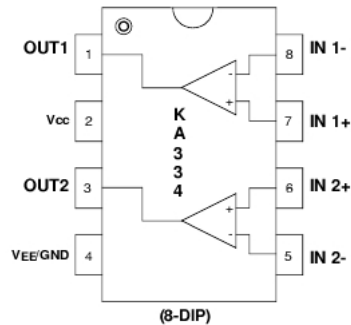 OUT1 1 - 8 IN 1-
+
Vcc 2 7 IN 1+
K
A
3
3
4
OUT2 3 + 6 IN 2+
-
VEE/GND 4 5 IN 2-
(8-DIP)